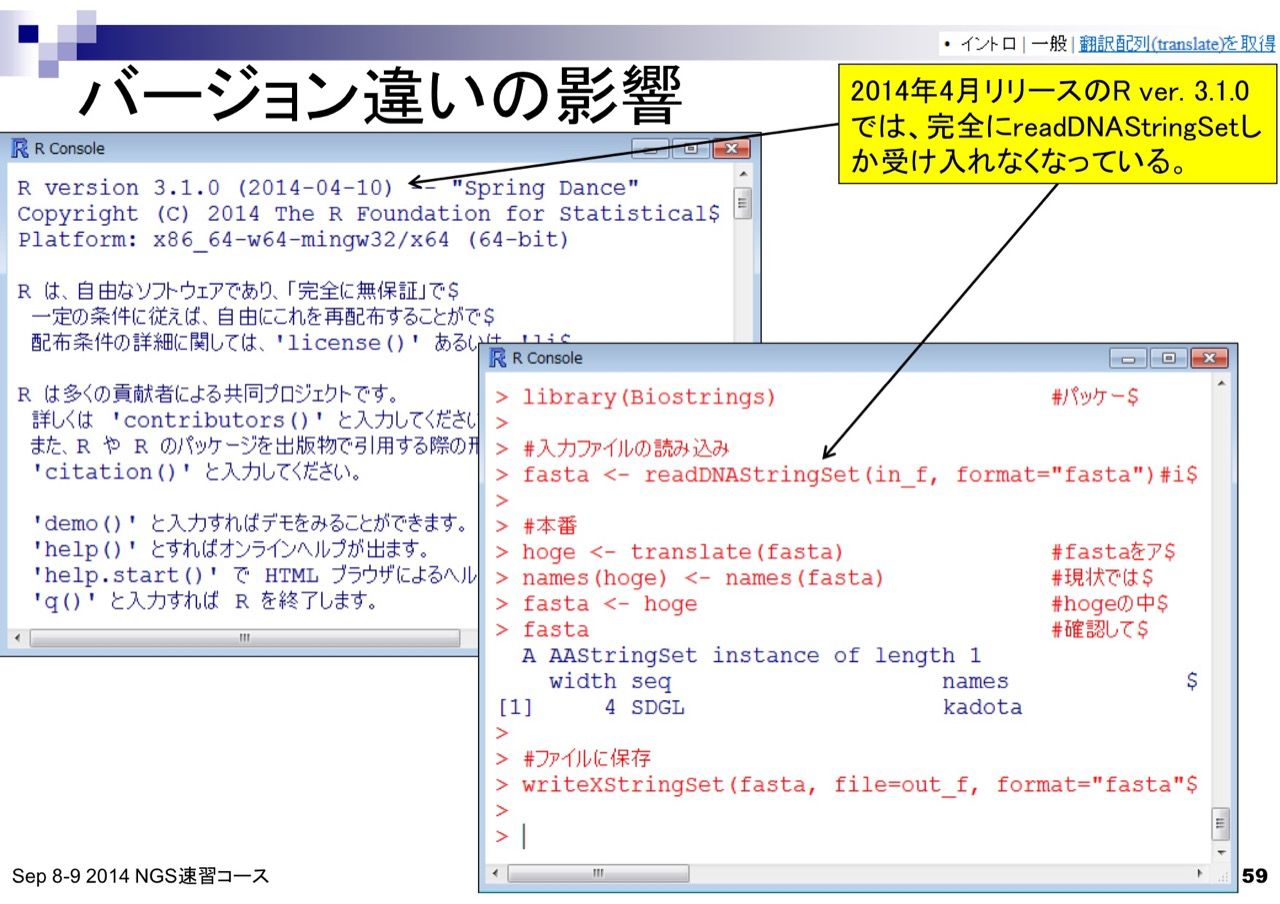 • イントロ | 一般 | 翻訳配列(translate)を取得
バージョン違いの影響
2014年4月リリースのR ver. 3.1.0
では、完全にreadDNAStringSetし
か受け入れなくなっている。
R Console
R version 3.1.0 (2014-04-10) -- "Spring Dance"
Copyright (C) 2014 The R Foundation for Statistical$
Platform: x86_64-w64-mingw32/x64 (64-bit)
R は、自由なソフトウェアであり、「完全に無保証」で$
一定の条件に従えば、自由にこれを再配布することがで$
配布条件の詳細に関しては、'license()' あるいは 'li$
R は多くの貢献者による共同プロジェクトです。
詳しくは 'contributors()' と入力してくださ
また、R や R のパッケージを出版物で引用する際の
'citation()' と入力してください。
'demo()' と入力すればデモをみることができます。
'help()' とすればオンラインヘルプが出ます。
'help.start()' で HTML ブラウザによるヘル
'q()' と入力すれば R を終了します。
R Console
> library(Biostrings) #パッケー$
>
> #入力ファイルの読み込み
> fasta <- readDNAStringSet(in_f, format="fasta")#i$
>
> #本番
> hoge <- translate(fasta) #fastaをア$
> names(hoge) <- names(fasta) #現状では$
> fasta <- hoge #hogeの中$
> fasta #確認して$
A AAStringSet instance of length 1
width seq names $
[1] 4 SDGL kadota
>
> #ファイルに保存
> writeXStringSet(fasta, file=out_f, format="fasta"$
>
>
Sep 8-9 2014 NGS速習コース
59